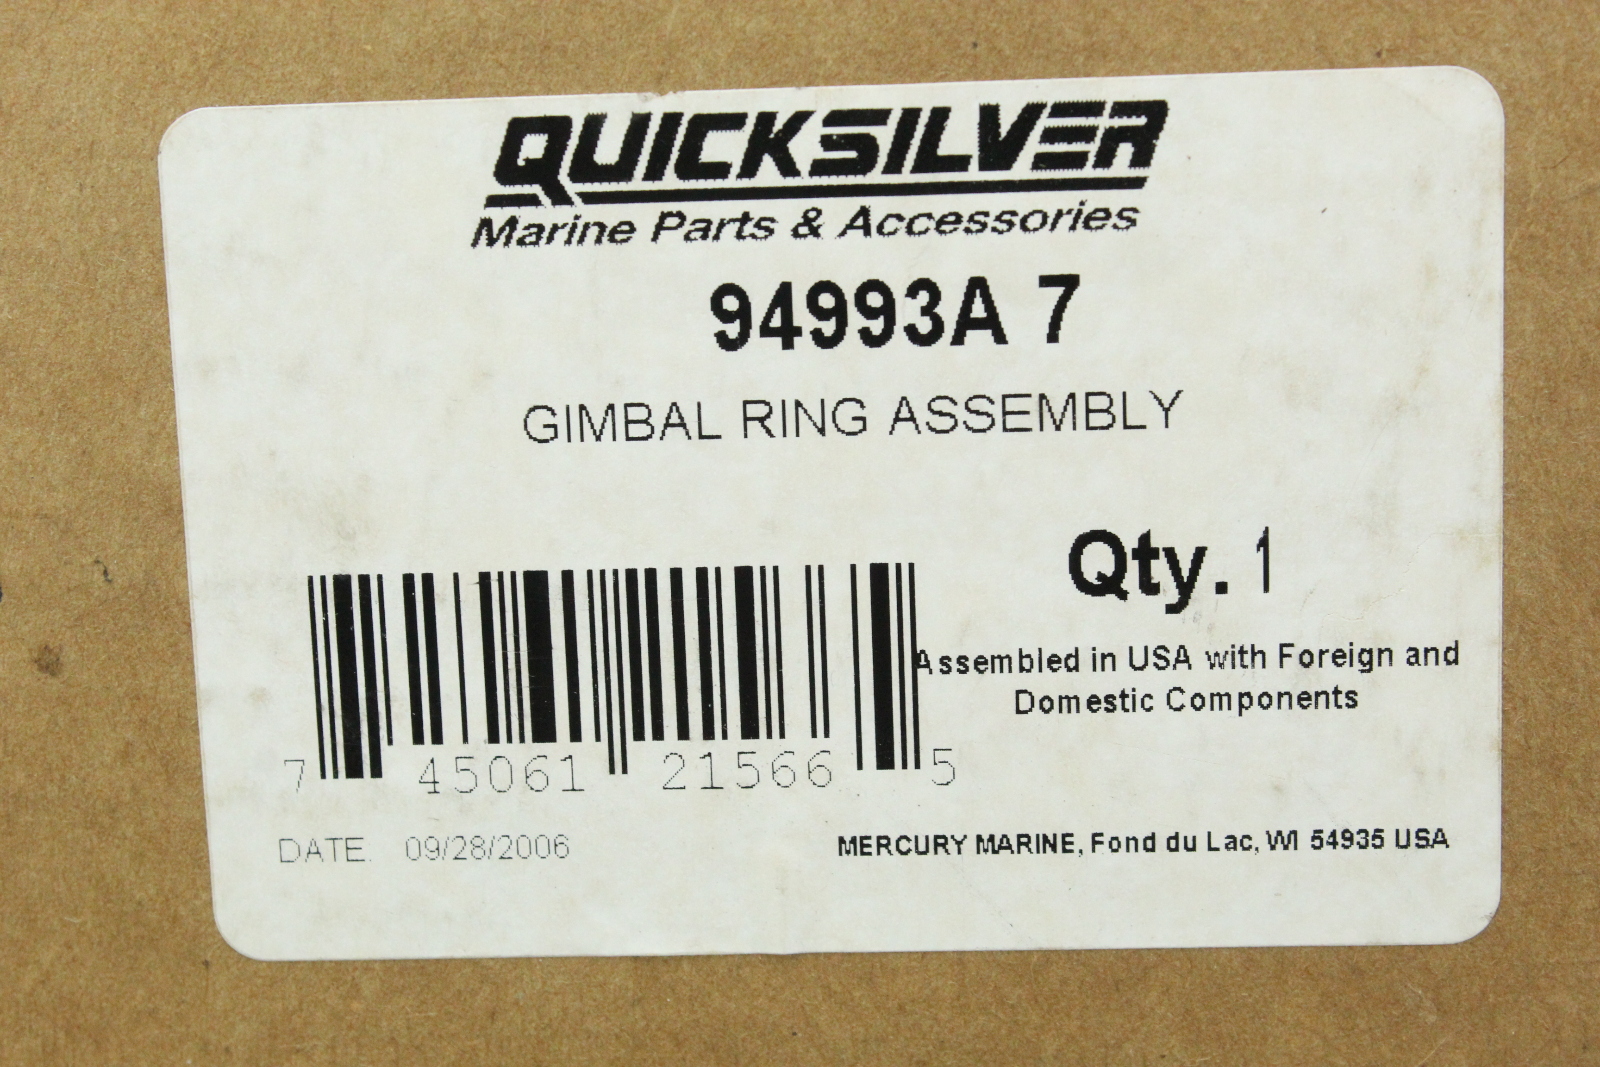 QUICKSILVER
Marine Parts & Accessories
94993A 7
GIMBAL RING ASSEMBLY
Qty. 1
Assembled in USA with Foreign and
Domestic Components
7 45061 21566 5
DATE. 09/28/2006
MERCURY MARINE, Fond du Lac, WI 54935 USA